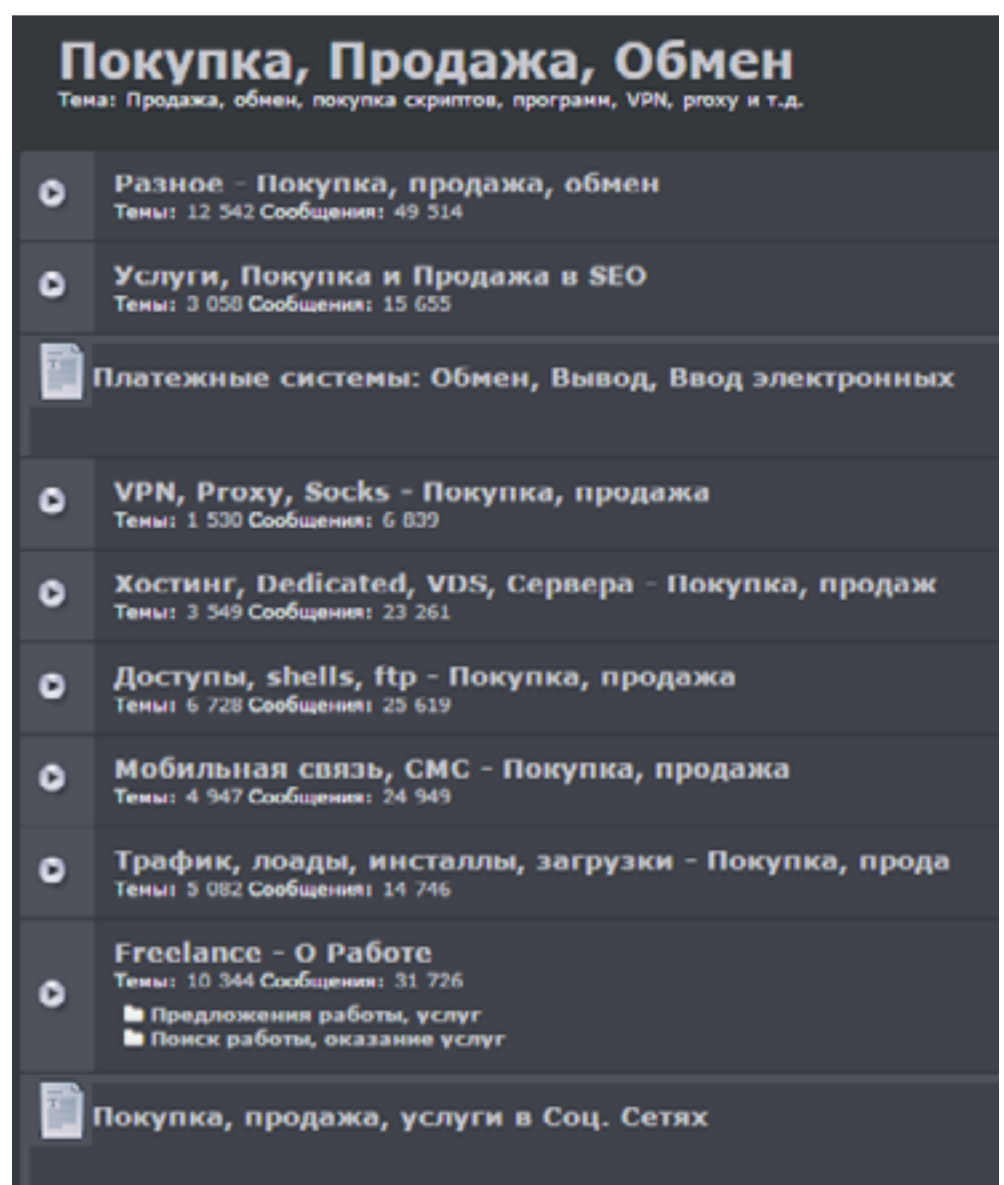 Покупка, Продажа, Обмен
Тема: Продажа, обмен, покупка скриптов, программ, VPN, proxy и т.д.
Разное - Покупка, продажа, обмен
Темы: 12 542 Сообщения: 49 514
Услуги, Покупка и Продажа в SEO
Темы: 3 058 Сообщения: 15 655
Платежные системы: Обмен, Вывод, Ввод электронных
VPN, Proxy, Socks - Покупка, продажа
Темы: 1 530 Сообщения: 6 839
Хостинг, Dedicated, VDS, Сервера - Покупка, продаж
Темы: 3 549 Сообщения: 23 261
Доступы, shells, ftp - Покупка, продажа
Темы: 6 728 Сообщения: 25 619
Мобильная связь, СМС - Покупка, продажа
Темы: 4 947 Сообщения: 24 949
Трафик, лоады, инсталлы, загрузки - Покупка, прода
Темы: 5 082 Сообщения: 14 746
Freelance - О Работе
Темы: 10 344 Сообщения: 31 726
Предложения работы, услуг
Поиск работы, оказание услуг
Покупка, продажа, услуги в Соц. Сетях